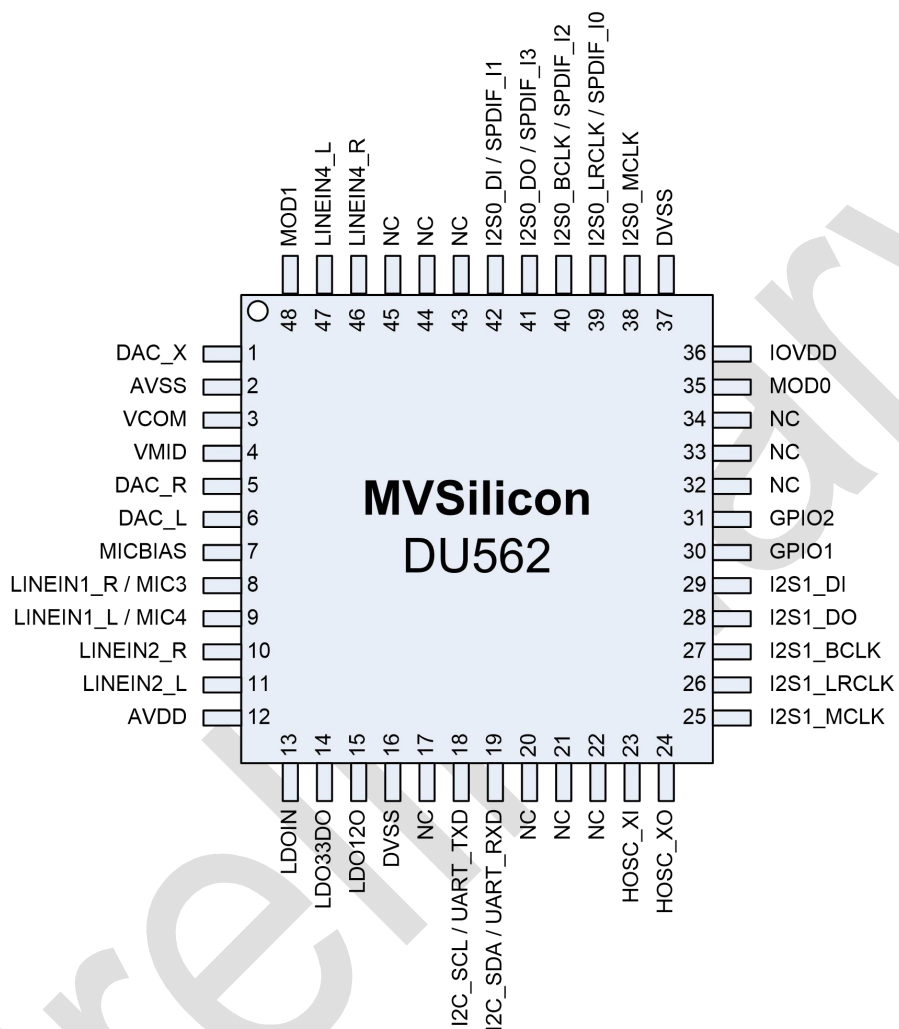 MOD1
LINEIN4_L
LINEIN4_R
NC
NC
NC
I2S0_DI / SPDIF_I1
I2S0_DO / SPDIF_I3
I2S0_BCLK / SPDIF_I2
I2S0_LRCLK / SPDIF_I0
I2S0_MCLK
DVSS
48 47 46 45 44 43 42 41 40 39 38 37
DAC_X 1
AVSS 2
VCOM 3
VMID 4
DAC_R 5
DAC_L 6
MICBIAS 7
LINEIN1_R / MIC3 8
LINEIN1_L / MIC4 9
LINEIN2_R 10
LINEIN2_L 11
AVDD 12
MVSilicon
DU562
36 IOVDD
35 MOD0
34 NC
33 NC
32 NC
31 GPIO2
30 GPIO1
29 I2S1_DI
28 I2S1_DO
27 I2S1_BCLK
26 I2S1_LRCLK
25 I2S1_MCLK
13 14 15 16 17 18 19 20 21 22 23 24
LDOIN
LDO33DO
LDO12O
DVSS
NC
I2C_SCL / UART_TXD
I2C_SDA / UART_RXD
NC
NC
NC
HOSC_XI
HOSC_XO